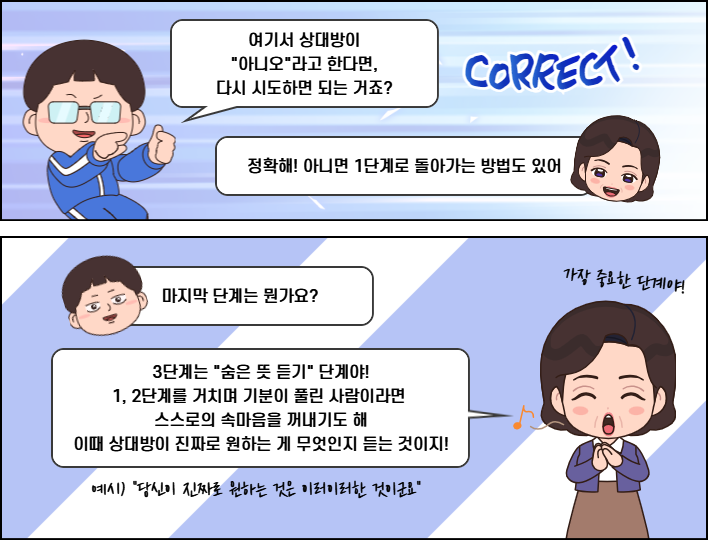 여기서 상대방이
"아니오"라고 한다면,
다시 시도하면 되는 거죠?
CORRECT!
정확해! 아니면 1단계로 돌아가는 방법도 있어
마지막 단계는 뭔가요?
가장 중요한 단계야!
3단계는 "숨은 뜻 듣기" 단계야!
1, 2단계를 거치며 기분이 풀린 사람이라면
스스로의 속마음을 꺼내기도 해
이때 상대방이 진짜로 원하는 게 무엇인지 듣는 것이지!
예시) "당신이 진짜로 원하는 것은 이러이러한 것이군요"